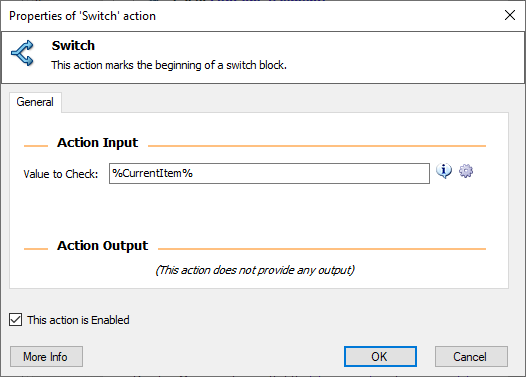 Properties of 'Switch' action
Switch
This action marks the beginning of a switch block.
General
Action Input
Value to Check: %CurrentItem%
Action Output
(This action does not provide any output)
This action is Enabled
More Info OK Cancel